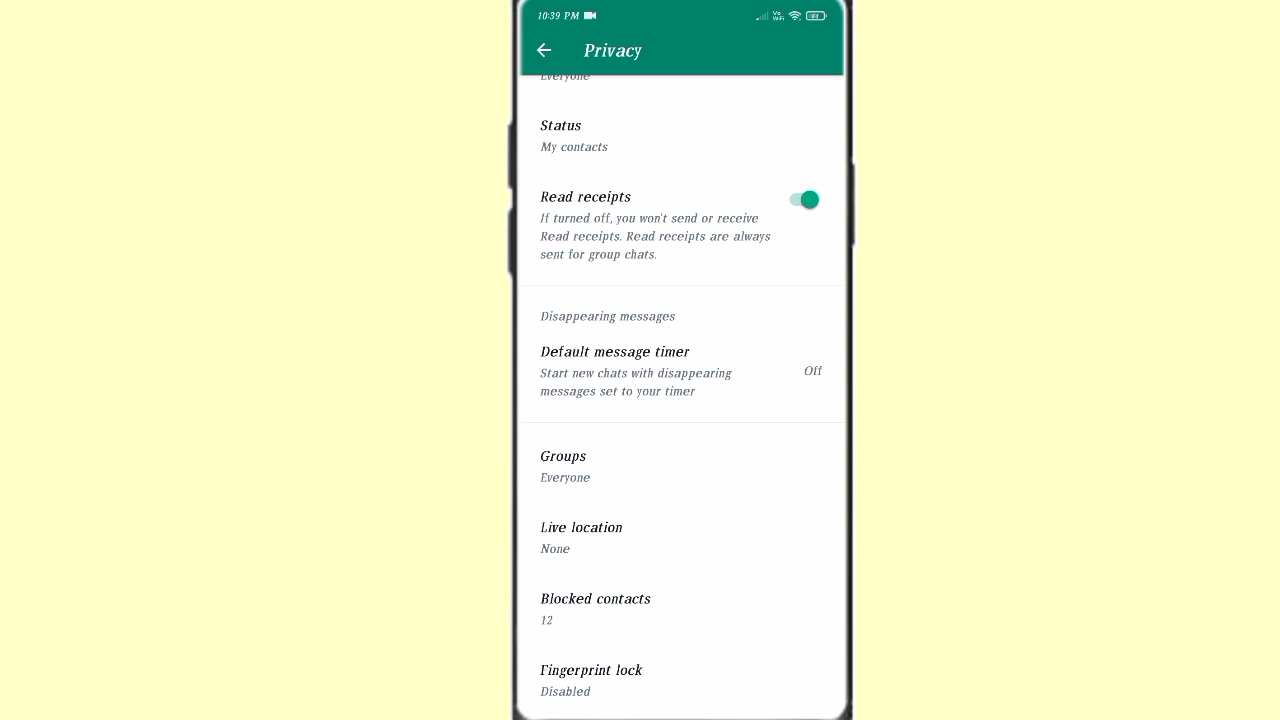 10:39 PM
Vo
WiFi
Privacy
Everyone
Status
My contacts
Read receipts
If turned off, you won't send or receive
Read receipts. Read receipts are always
sent for group chats.
Disappearing messages
Default message timer
Start new chats with disappearing
messages set to your timer
Off
Groups
Everyone
Live location
None
Blocked contacts
12
Fingerprint lock
Disabled